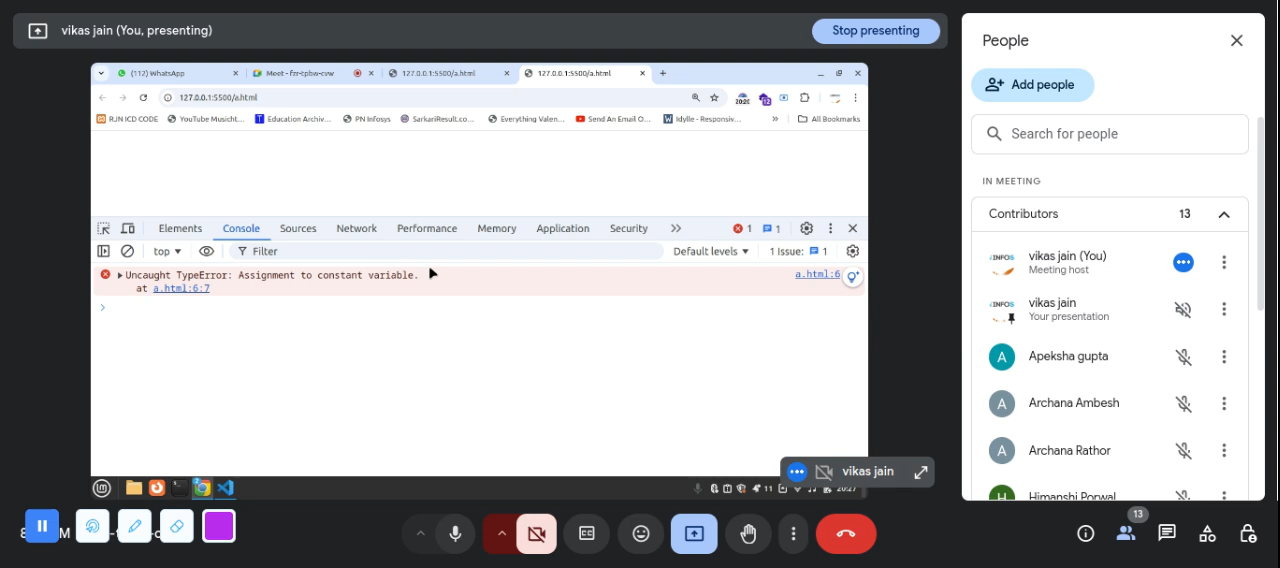 vikas jain (You, presenting)
Stop presenting
(112) WhatsApp
Meet - fzr-tpbw-cvw
127.0.0.1:5500/a.html
127.0.0.1:5500/a.html
127.0.0.1:5500/a.html
RJN ICD CODE
YouTube Musicht...
Education Archiv...
PN Infosys
SarkariResult.co...
Everything Valen...
Send An Email O...
Idylle - Responsiv...
All Bookmarks
Elements
Console
Sources
Network
Performance
Memory
Application
Security
1
1
top
Filter
Default levels
1 Issue:
1
Uncaught TypeError: Assignment to constant variable.
a.html:6
at a.html:6:7
vikas jain
People
Add people
Search for people
IN MEETING
Contributors
13
vikas jain (You)
Meeting host
vikas jain
Your presentation
A
Apeksha gupta
A
Archana Ambesh
A
Archana Rathor
H
Himanshi Porwal
13